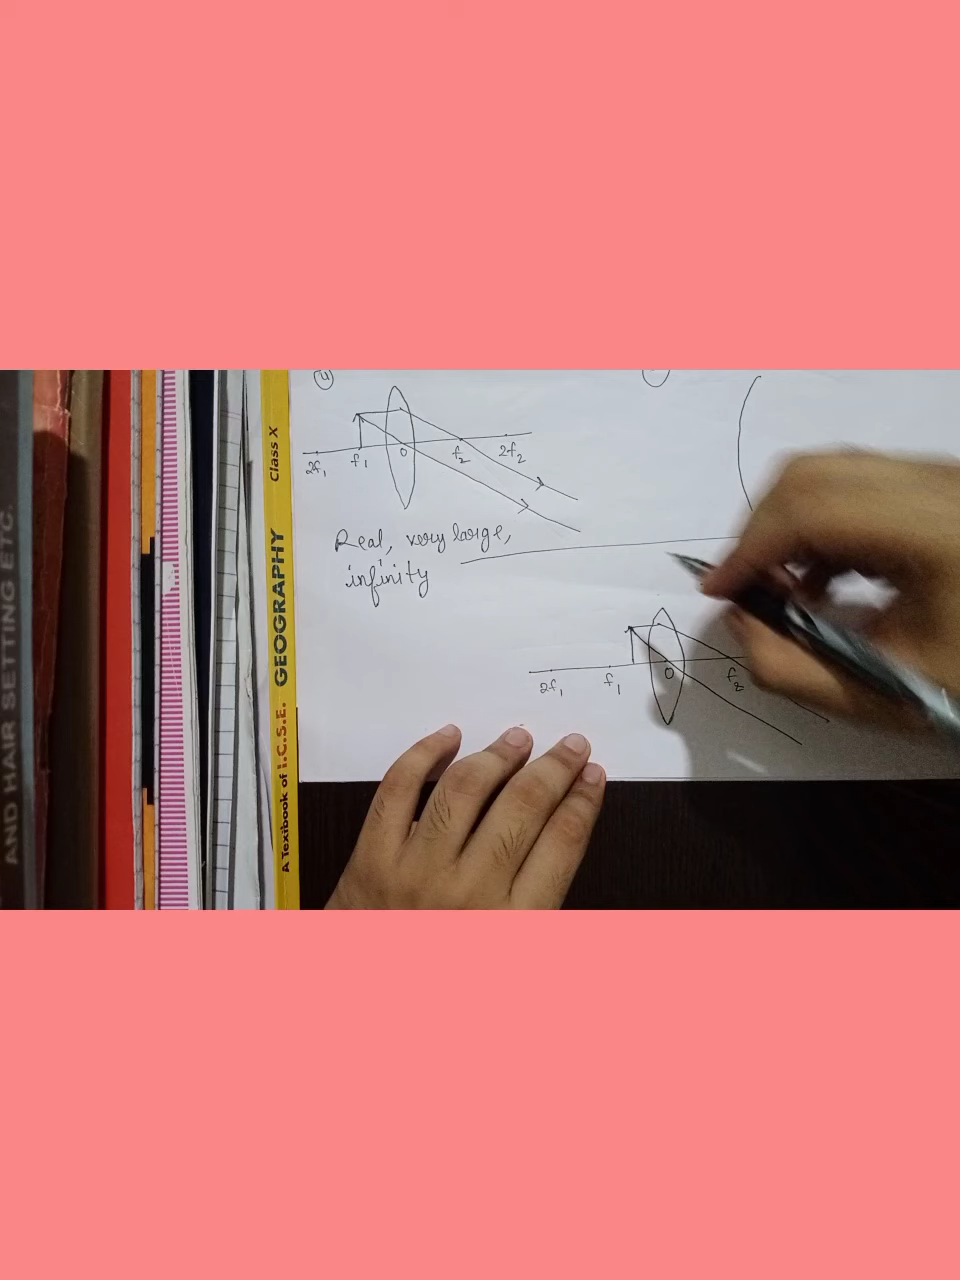 4
2f₁ f₁ O f₂ 2f₂
Real, very large,
infinity
2f₁ f₁ O f₂
A Textbook of I.C.S.E. GEOGRAPHY Class X
AND HAIR SETTING ETC.